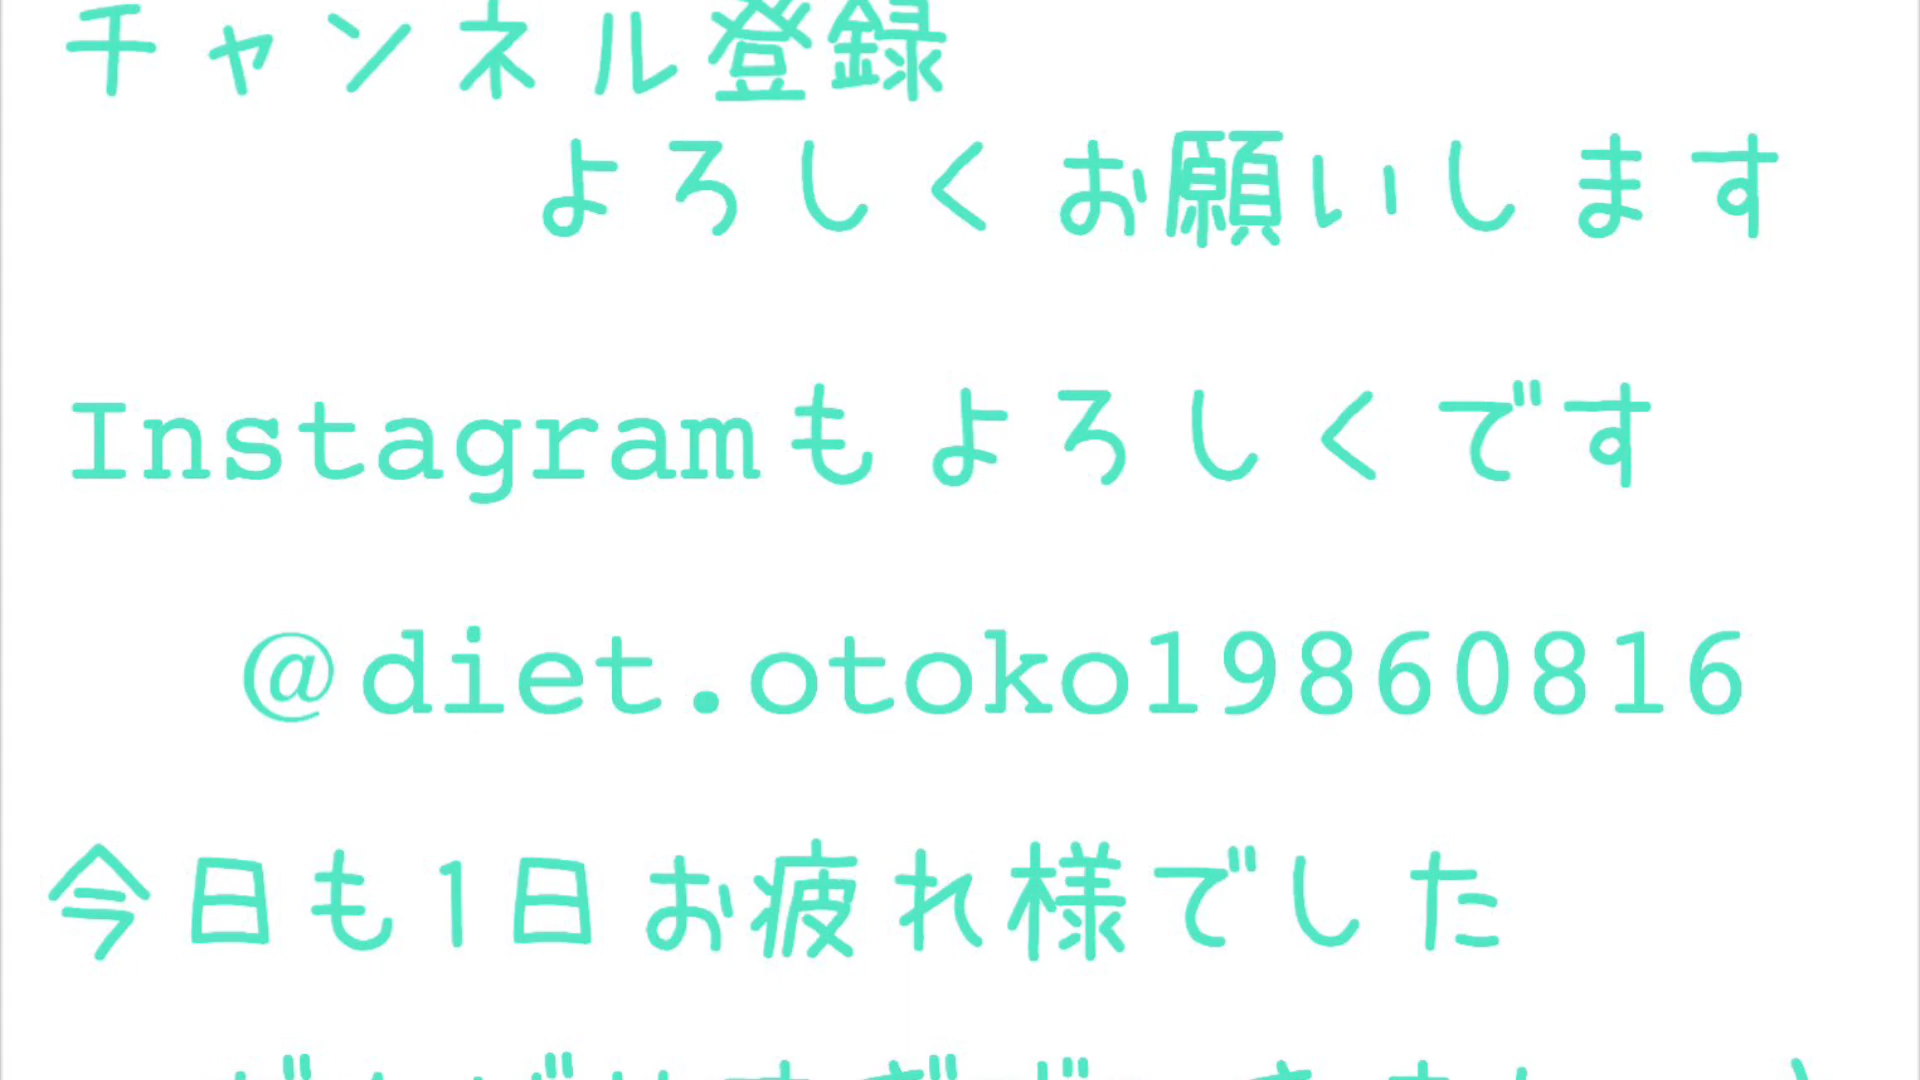 チャンネル登録
よろしくお願いします
Instagramもよろしくです
@diet.otoko19860816
今日も1日お疲れ様でした